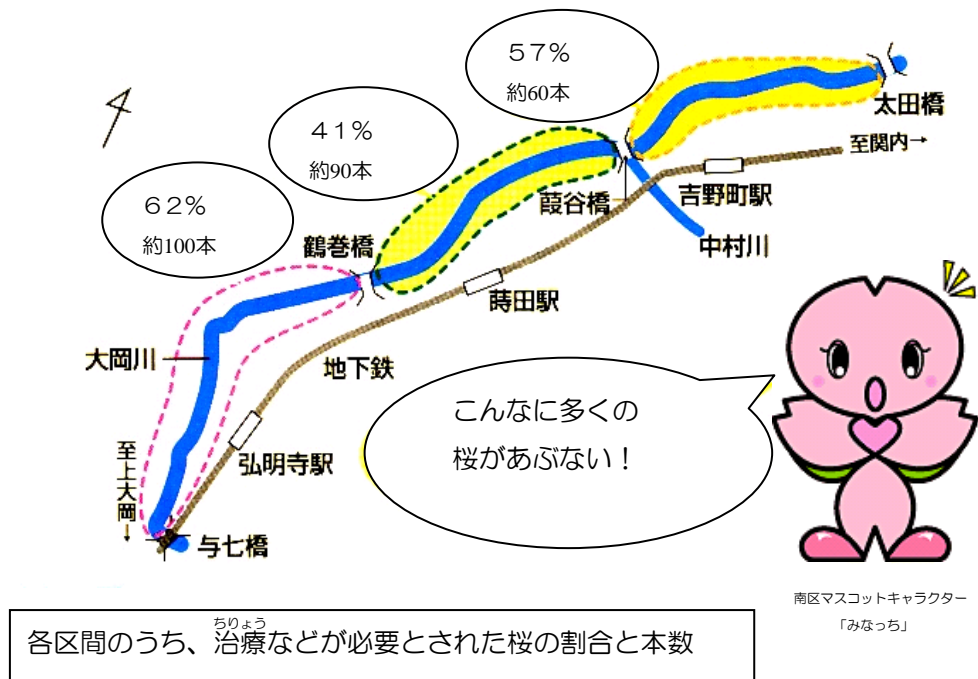 57%
約60本
太田橋
41%
約90本
至関内→
吉野町駅
霞谷橋
中村川
62%
約100本
鶴巻橋
蒔田駅
大岡川
地下鉄
弘明寺駅
至上大岡→
与七橋
こんなに多くの
桜があぶない！
南区マスコットキャラクター
「みなっち」
ちりょう
各区間のうち、治療などが必要とされた桜の割合と本数